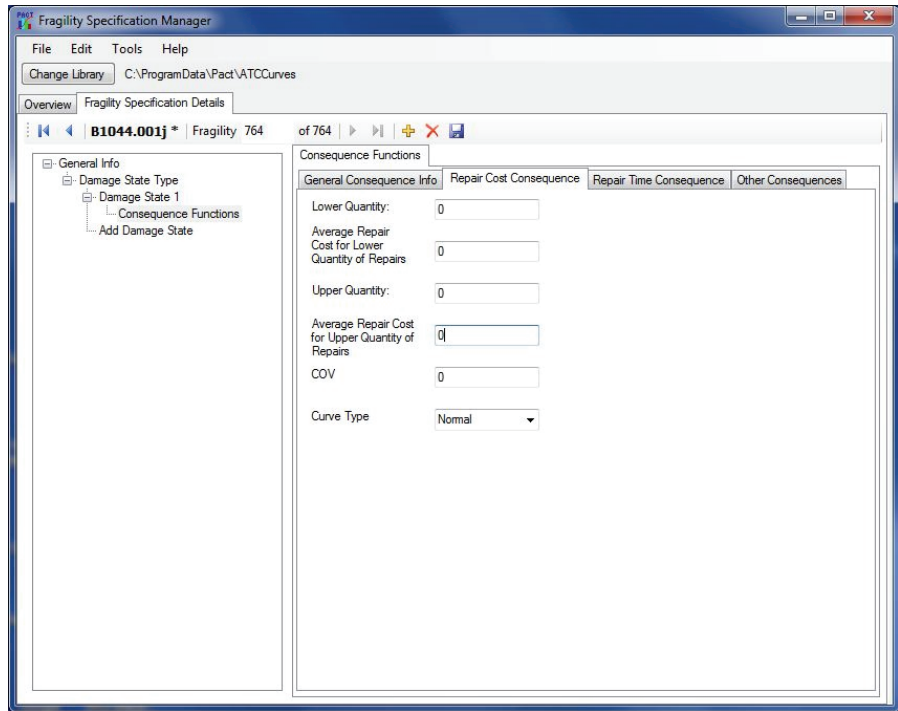 PACT Fragility Specification Manager
File Edit Tools Help
Change Library C:\ProgramData\Pact\ATCCurves
Overview Fragility Specification Details
B1044.001j * Fragility 764 of 764
General Info
Damage State Type
Damage State 1
Consequence Functions
Add Damage State
Consequence Functions
General Consequence Info Repair Cost Consequence Repair Time Consequence Other Consequences
Lower Quantity: 0
Average Repair
Cost for Lower
Quantity of Repairs 0
Upper Quantity: 0
Average Repair Cost
for Upper Quantity of
Repairs 0
COV 0
Curve Type Normal